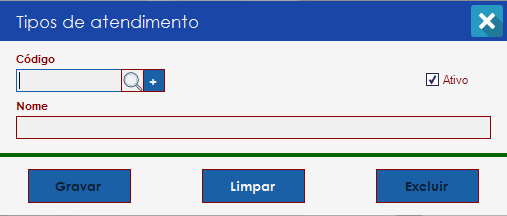 Tipos de atendimento
Código
+
Ativo
Nome
Gravar Limpar Excluir